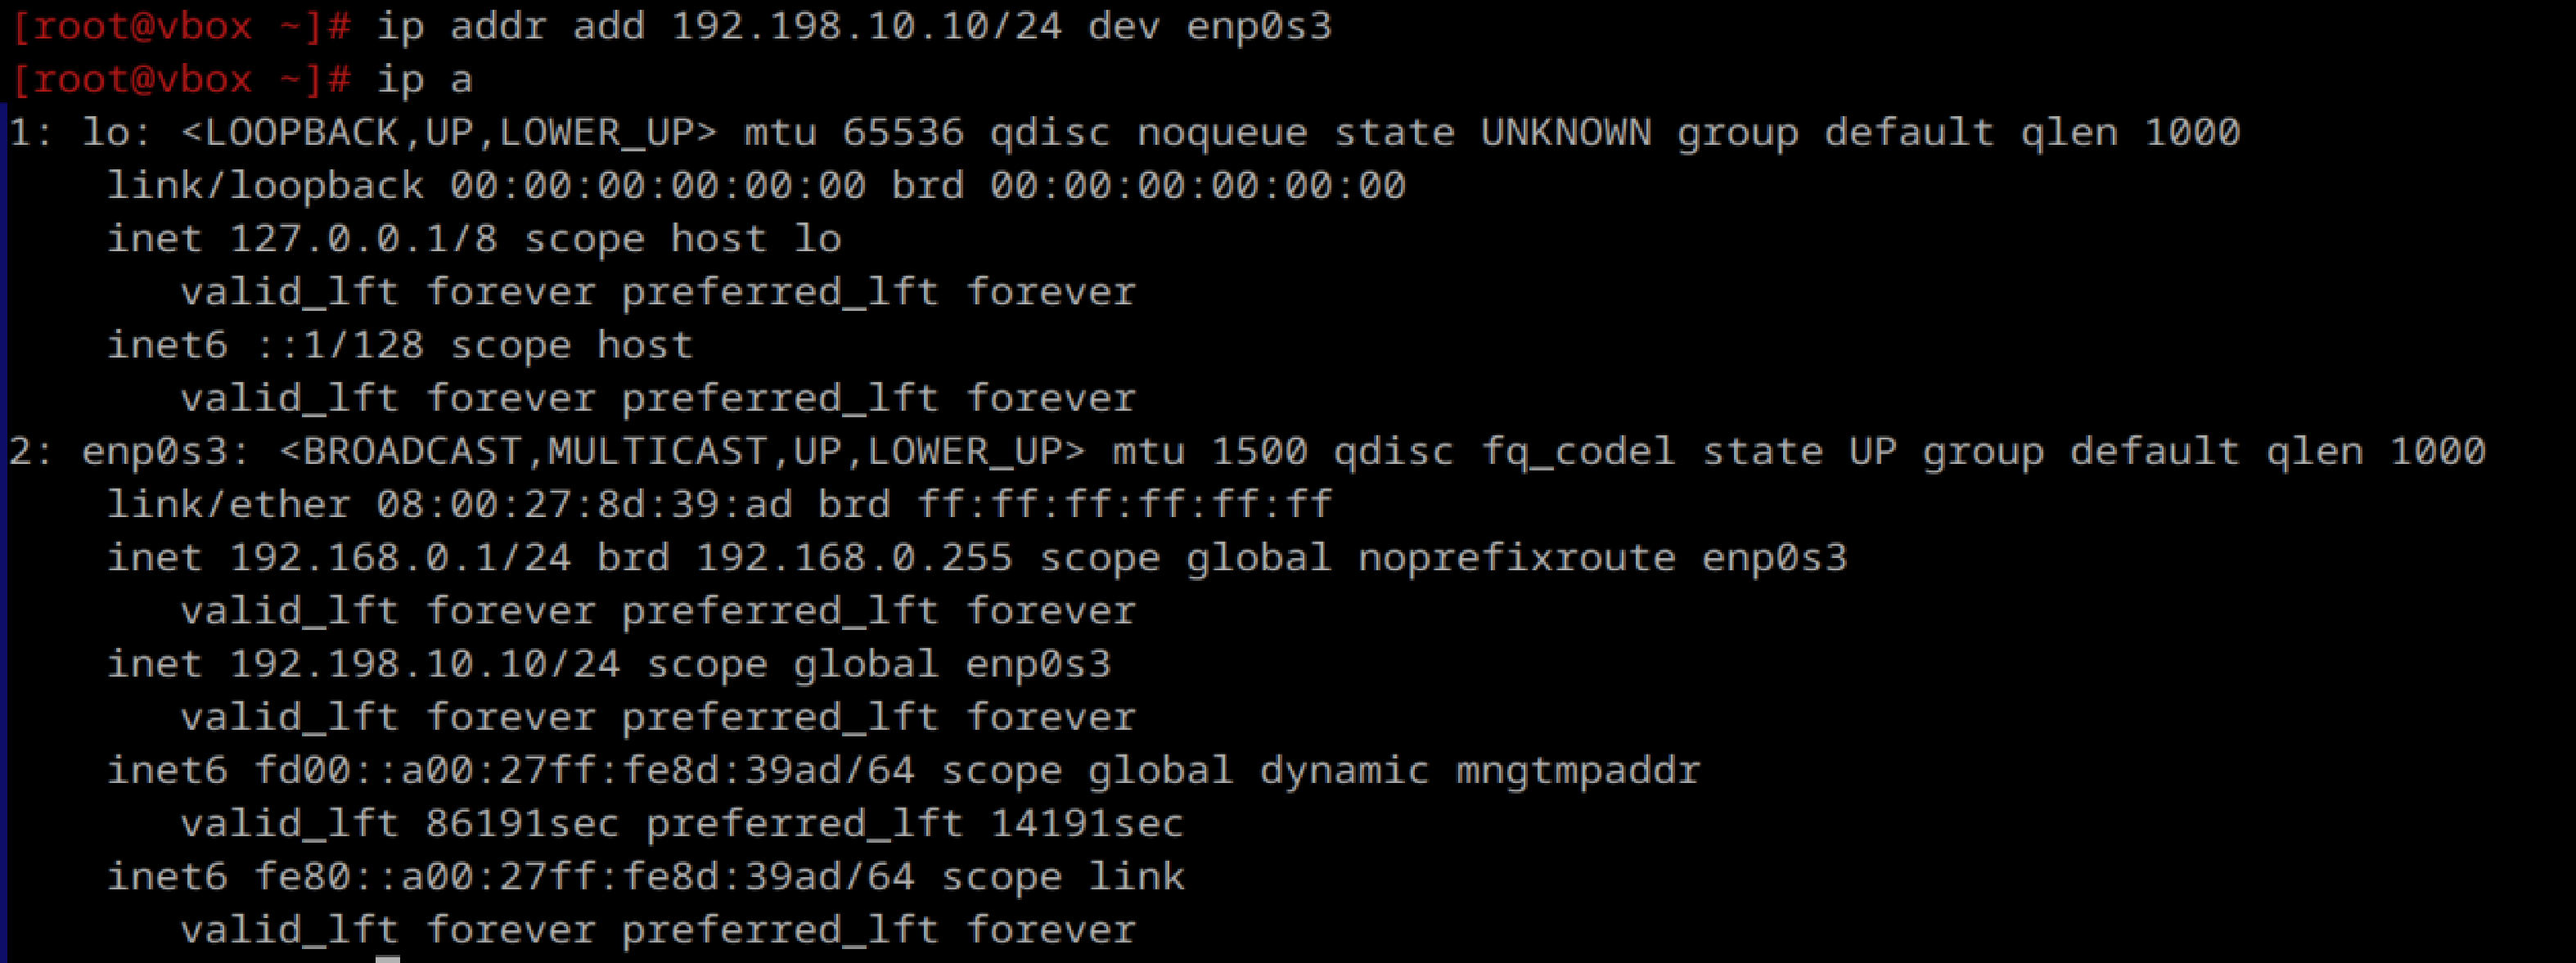 [root@vbox ~]# ip addr add 192.198.10.10/24 dev enp0s3
[root@vbox ~]# ip a
1: lo: <LOOPBACK,UP,LOWER_UP> mtu 65536 qdisc noqueue state UNKNOWN group default qlen 1000
    link/loopback 00:00:00:00:00:00 brd 00:00:00:00:00:00
    inet 127.0.0.1/8 scope host lo
       valid_lft forever preferred_lft forever
    inet6 ::1/128 scope host
       valid_lft forever preferred_lft forever
2: enp0s3: <BROADCAST,MULTICAST,UP,LOWER_UP> mtu 1500 qdisc fq_codel state UP group default qlen 1000
    link/ether 08:00:27:8d:39:ad brd ff:ff:ff:ff:ff:ff
    inet 192.168.0.1/24 brd 192.168.0.255 scope global noprefixroute enp0s3
       valid_lft forever preferred_lft forever
    inet 192.198.10.10/24 scope global enp0s3
       valid_lft forever preferred_lft forever
    inet6 fd00::a00:27ff:fe8d:39ad/64 scope global dynamic mngtmpaddr
       valid_lft 86191sec preferred_lft 14191sec
    inet6 fe80::a00:27ff:fe8d:39ad/64 scope link
       valid_lft forever preferred_lft forever